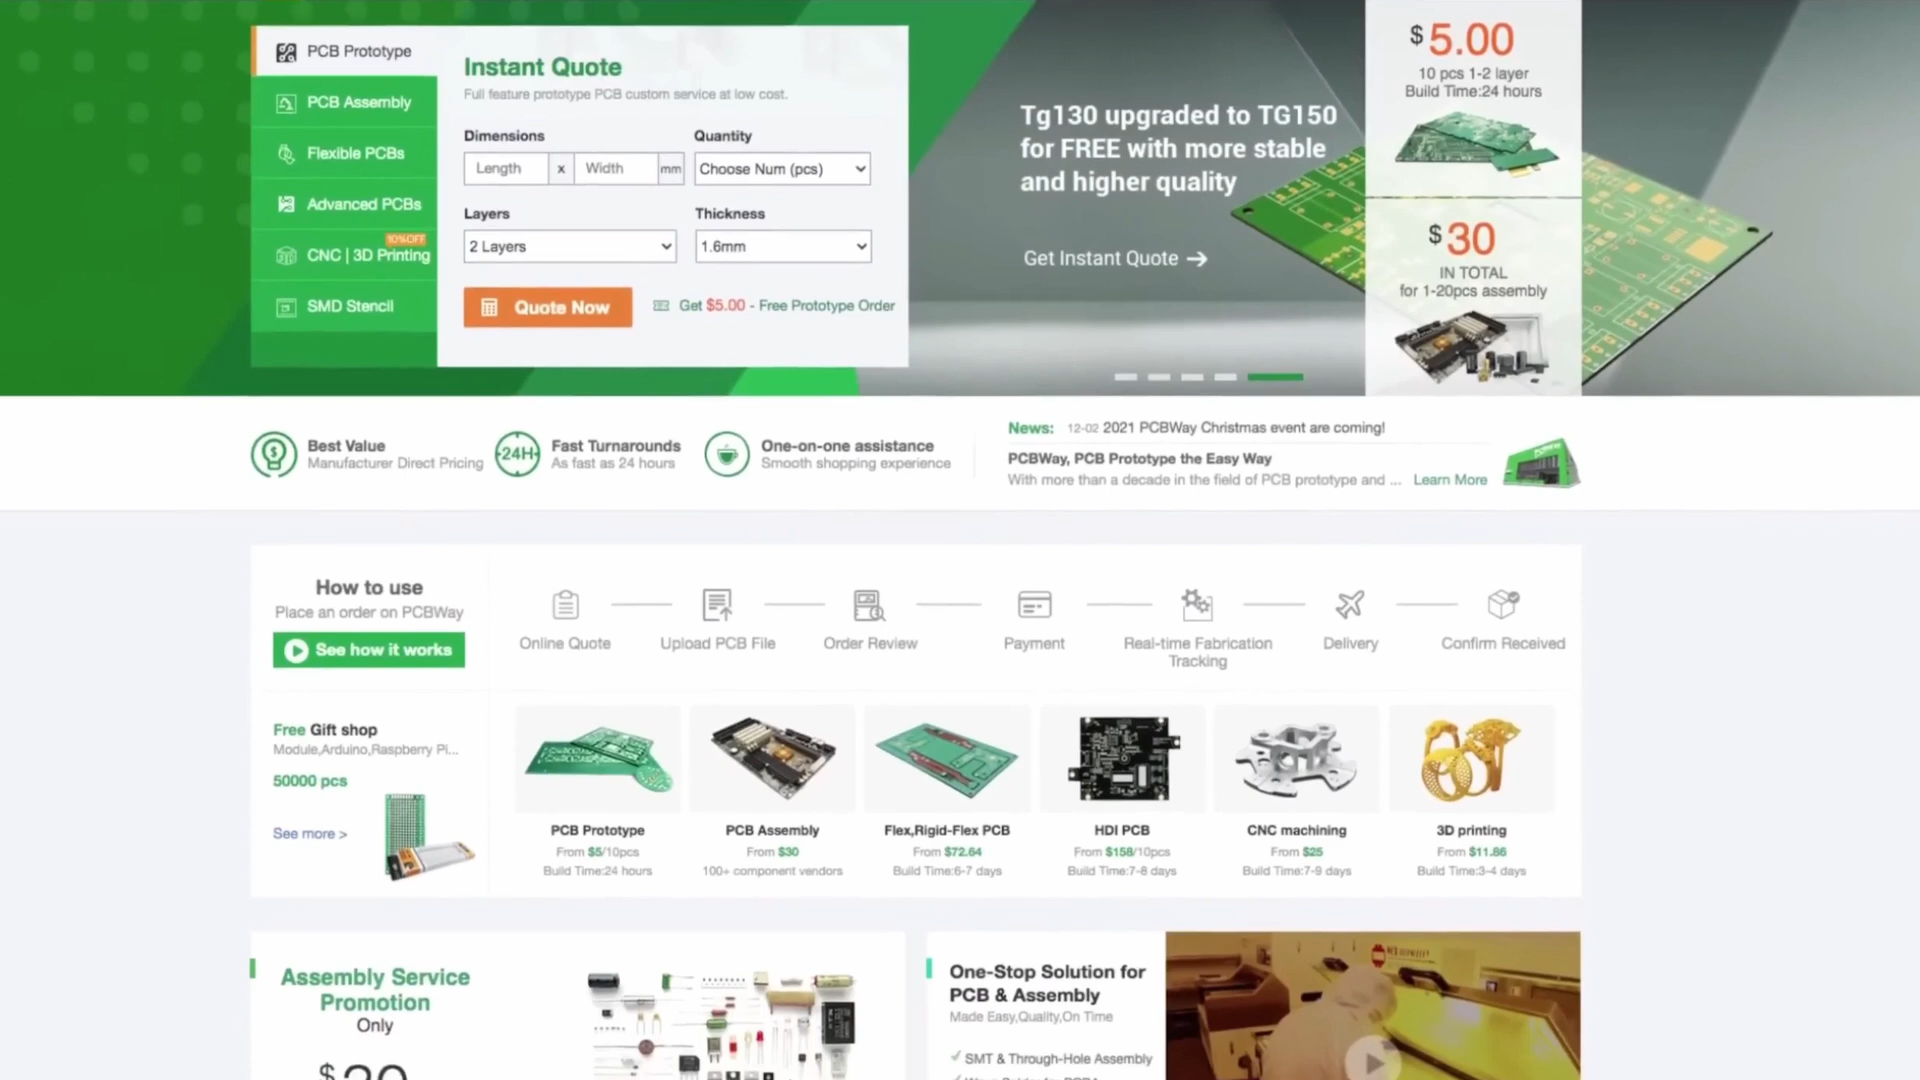 PCB Prototype
PCB Assembly
Flexible PCBs
Advanced PCBs
10%OFF
CNC | 3D Printing
SMD Stencil
Instant Quote
Full feature prototype PCB custom service at low cost.
Dimensions
Quantity
Length x Width mm
Choose Num (pcs)
Layers
Thickness
2 Layers
1.6mm
Quote Now
Get $5.00 - Free Prototype Order
Tg130 upgraded to TG150
for FREE with more stable
and higher quality
Get Instant Quote
$5.00
10 pcs 1-2 layer
Build Time:24 hours
$30
IN TOTAL
for 1-20pcs assembly
Best Value
Manufacturer Direct Pricing
24H
Fast Turnarounds
As fast as 24 hours
One-on-one assistance
Smooth shopping experience
News: 12-02 2021 PCBWay Christmas event are coming!
PCBWay, PCB Prototype the Easy Way
With more than a decade in the field of PCB prototype and ... Learn More
How to use
Place an order on PCBWay
See how it works
Online Quote
Upload PCB File
Order Review
Payment
Real-time Fabrication
Tracking
Delivery
Confirm Received
Free Gift shop
Module,Arduino,Raspberry Pi...
50000 pcs
See more >
PCB Prototype
From $5/10pcs
Build Time:24 hours
PCB Assembly
From $30
100+ component vendors
Flex,Rigid-Flex PCB
From $72.64
Build Time:6-7 days
HDI PCB
From $158/10pcs
Build Time:7-8 days
CNC machining
From $25
Build Time:7-9 days
3D printing
From $11.86
Build Time:3-4 days
Assembly Service
Promotion
Only
$30
One-Stop Solution for
PCB & Assembly
Made Easy,Quality,On Time
SMT & Through-Hole Assembly